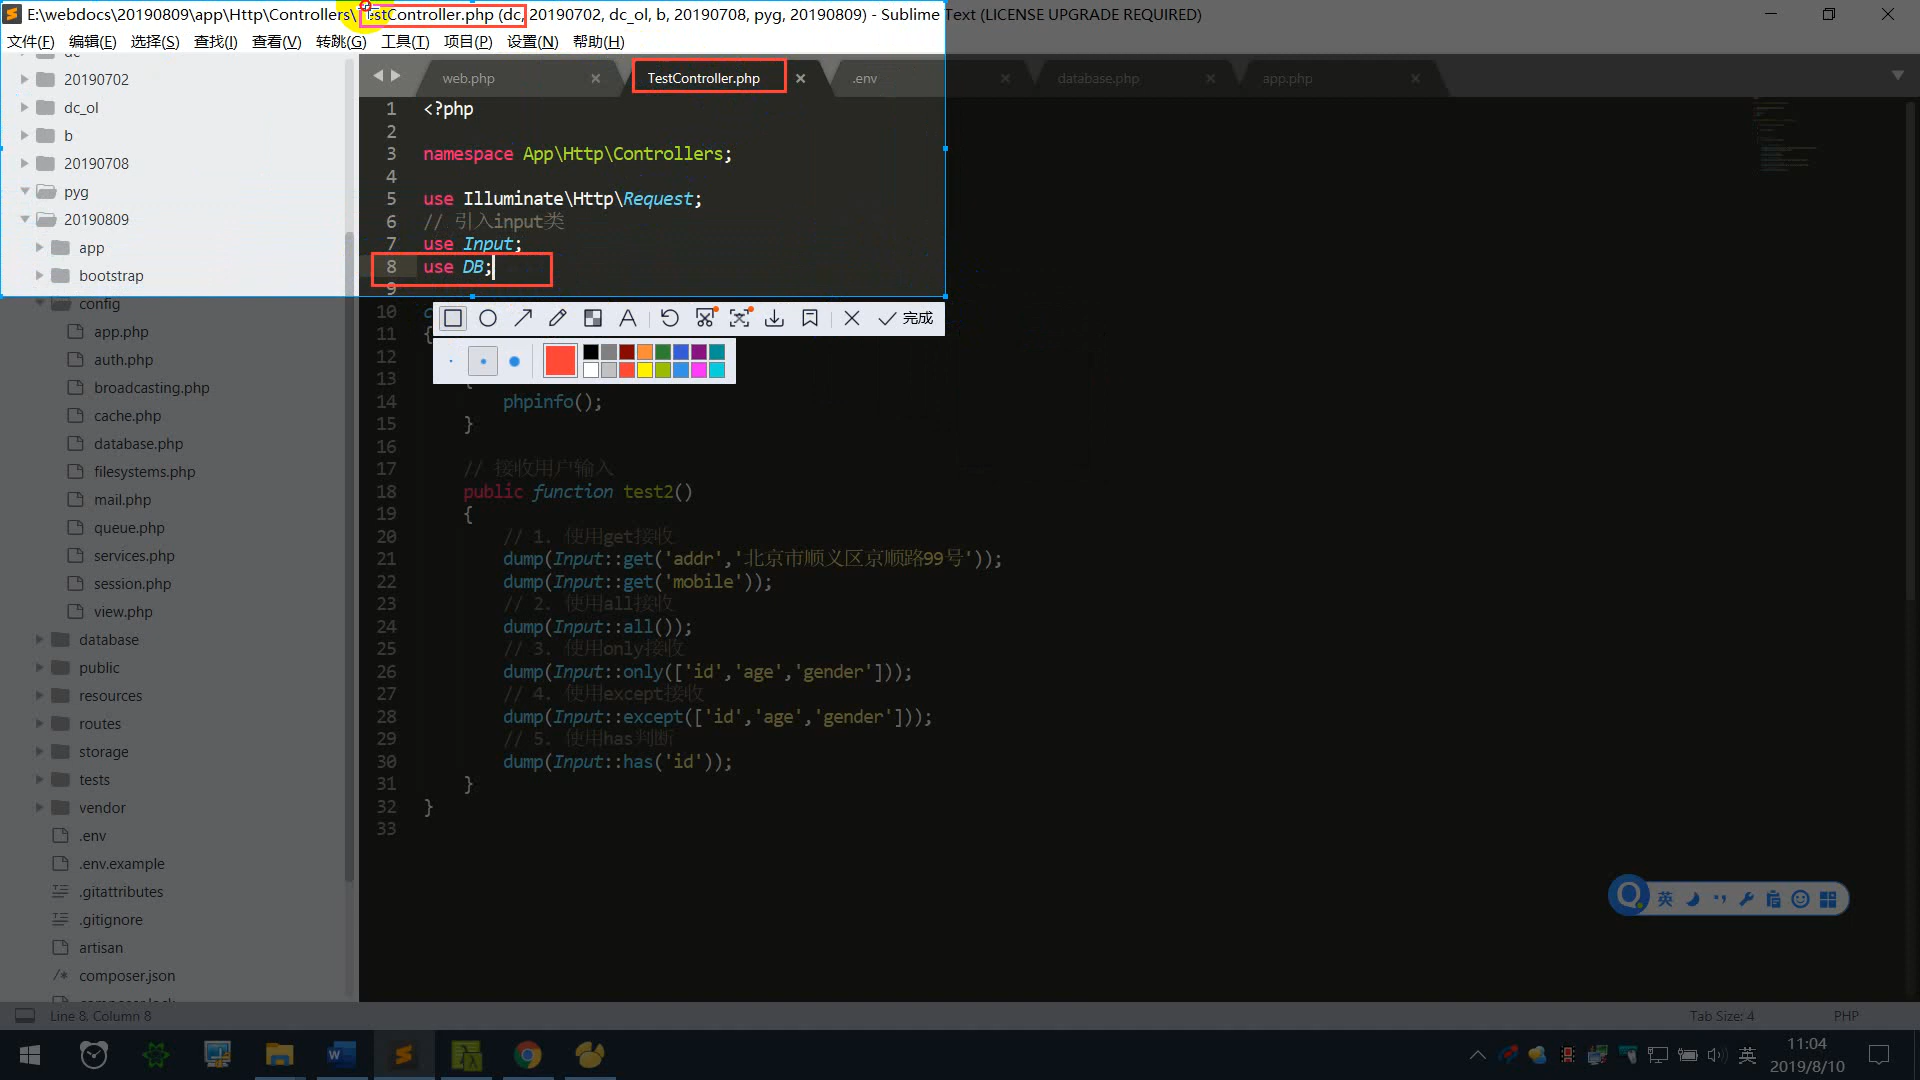 E:\webdocs\20190809\app\Http\Controllers\TestController.php (dc, 20190702, dc_ol, b, 20190708, pyg, 20190809) - Sublime Text (LICENSE UPGRADE REQUIRED)
文件(F) 编辑(E) 选择(S) 查找(I) 查看(V) 转跳(G) 工具(T) 项目(P) 设置(N) 帮助(H)
dc
20190702
dc_ol
b
20190708
pyg
20190809
app
bootstrap
config
app.php
auth.php
broadcasting.php
cache.php
database.php
filesystems.php
mail.php
queue.php
services.php
session.php
view.php
database
public
resources
routes
storage
tests
vendor
.env
.env.example
.gitattributes
.gitignore
artisan
composer.json
composer.lock
web.php TestController.php .env database.php app.php
1 <?php
2
3 namespace App\Http\Controllers;
4
5 use Illuminate\Http\Request;
6 // 引入input类
7 use Input;
8 use DB;
9
10 c
11 {
12
13 {
14 phpinfo();
15 }
16
17 // 接收用户输入
18 public function test2()
19 {
20 // 1. 使用get接收
21 dump(Input::get('addr','北京市顺义区京顺路99号'));
22 dump(Input::get('mobile'));
23 // 2. 使用all接收
24 dump(Input::all());
25 // 3. 使用only接收
26 dump(Input::only(['id','age','gender']));
27 // 4. 使用except接收
28 dump(Input::except(['id','age','gender']));
29 // 5. 使用has判断
30 dump(Input::has('id'));
31 }
32 }
33
完成
英
Line 8, Column 8 Tab Size: 4 PHP
英
11:04
2019/8/10